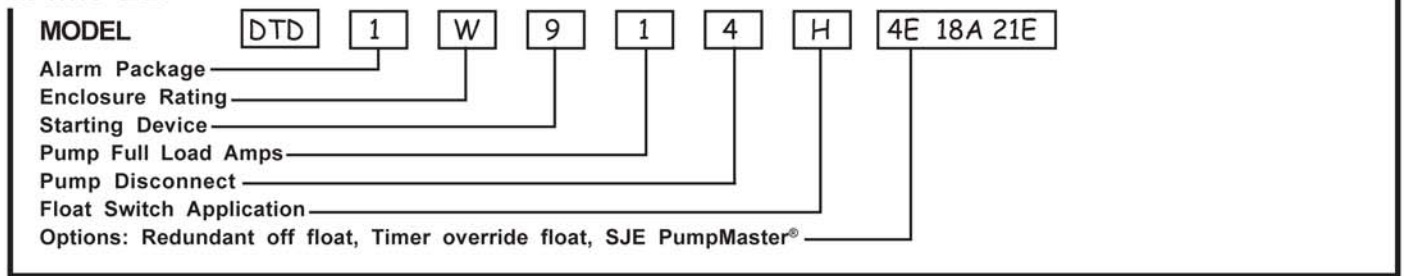 MODEL DTD 1 W 9 1 4 H 4E 18A 21E
Alarm Package
Enclosure Rating
Starting Device
Pump Full Load Amps
Pump Disconnect
Float Switch Application
Options: Redundant off float, Timer override float, SJE PumpMaster®